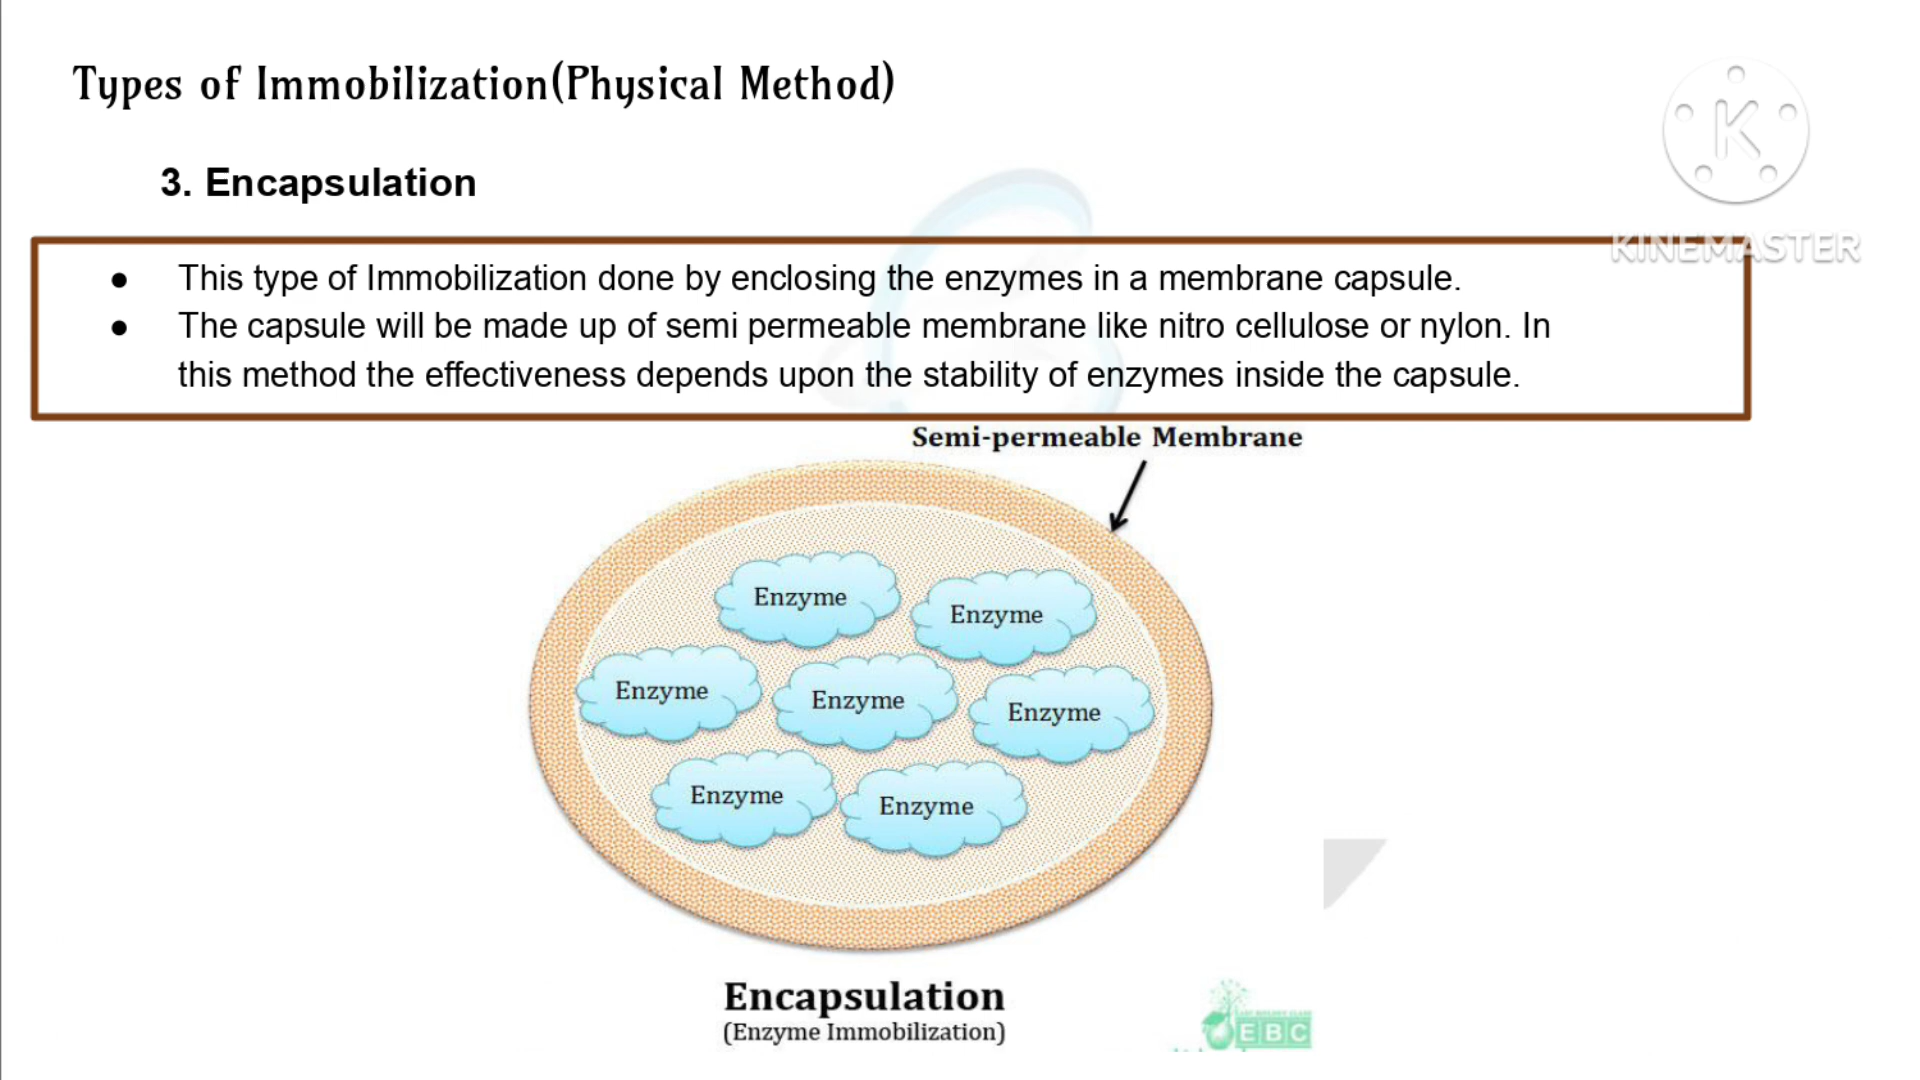 Types of Immobilization(Physical Method)
K
3. Encapsulation
KINEMASTER
● This type of Immobilization done by enclosing the enzymes in a membrane capsule.
● The capsule will be made up of semi permeable membrane like nitro cellulose or nylon. In
this method the effectiveness depends upon the stability of enzymes inside the capsule.
Semi-permeable Membrane
Enzyme
Enzyme
Enzyme
Enzyme
Enzyme
Enzyme
Enzyme
Encapsulation
(Enzyme Immobilization)
EBC